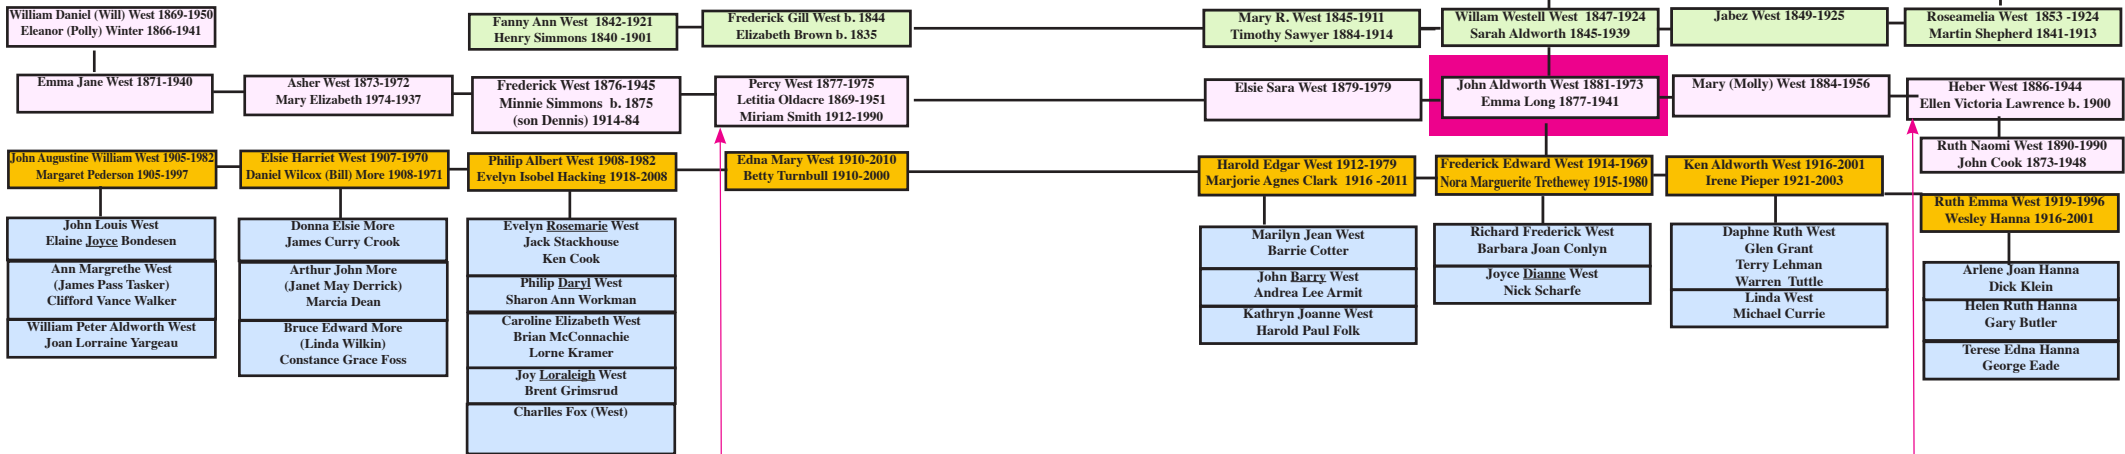 William Daniel (Will) West 1869-1950
Eleanor (Polly) Winter 1866-1941
Fanny Ann West 1842-1921
Henry Simmons 1840 -1901
Frederick Gill West b. 1844
Elizabeth Brown b. 1835
Mary R. West 1845-1911
Timothy Sawyer 1884-1914
Willam Westell West 1847-1924
Sarah Aldworth 1845-1939
Jabez West 1849-1925
Roseamelia West 1853 -1924
Martin Shepherd 1841-1913
Emma Jane West 1871-1940
Asher West 1873-1972
Mary Elizabeth 1974-1937
Frederick West 1876-1945
Minnie Simmons b. 1875
(son Dennis) 1914-84
Percy West 1877-1975
Letitia Oldacre 1869-1951
Miriam Smith 1912-1990
Elsie Sara West 1879-1979
John Aldworth West 1881-1973
Emma Long 1877-1941
Mary (Molly) West 1884-1956
Heber West 1886-1944
Ellen Victoria Lawrence b. 1900
Ruth Naomi West 1890-1990
John Cook 1873-1948
John Augustine William West 1905-1982
Margaret Pederson 1905-1997
Elsie Harriet West 1907-1970
Daniel Wilcox (Bill) More 1908-1971
Philip Albert West 1908-1982
Evelyn Isobel Hacking 1918-2008
Edna Mary West 1910-2010
Betty Turnbull 1910-2000
Harold Edgar West 1912-1979
Marjorie Agnes Clark 1916 -2011
Frederick Edward West 1914-1969
Nora Marguerite Trethewey 1915-1980
Ken Aldworth West 1916-2001
Irene Pieper 1921-2003
Ruth Emma West 1919-1996
Wesley Hanna 1916-2001
John Louis West
Elaine Joyce Bondesen
Ann Margrethe West
(James Pass Tasker)
Clifford Vance Walker
William Peter Aldworth West
Joan Lorraine Yargeau
Donna Elsie More
James Curry Crook
Arthur John More
(Janet May Derrick)
Marcia Dean
Bruce Edward More
(Linda Wilkin)
Constance Grace Foss
Evelyn Rosemarie West
Jack Stackhouse
Ken Cook
Philip Daryl West
Sharon Ann Workman
Caroline Elizabeth West
Brian McConnachie
Lorne Kramer
Joy Loraleigh West
Brent Grimsrud
Charlles Fox (West)
Marilyn Jean West
Barrie Cotter
John Barry West
Andrea Lee Armit
Kathryn Joanne West
Harold Paul Folk
Richard Frederick West
Barbara Joan Conlyn
Joyce Dianne West
Nick Scharfe
Daphne Ruth West
Glen Grant
Terry Lehman
Warren Tuttle
Linda West
Michael Currie
Arlene Joan Hanna
Dick Klein
Helen Ruth Hanna
Gary Butler
Terese Edna Hanna
George Eade